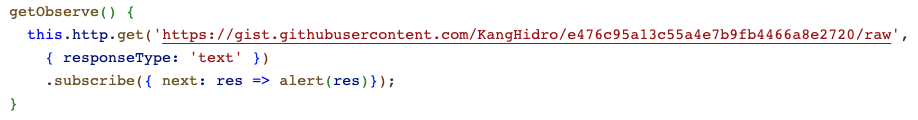 getObserve() {
this.http.get('https://gist.githubusercontent.com/KangHidro/e476c95a13c55a4e7b9fb4466a8e2720/raw',
{ responseType: 'text' })
.subscribe({ next: res => alert(res)});
}